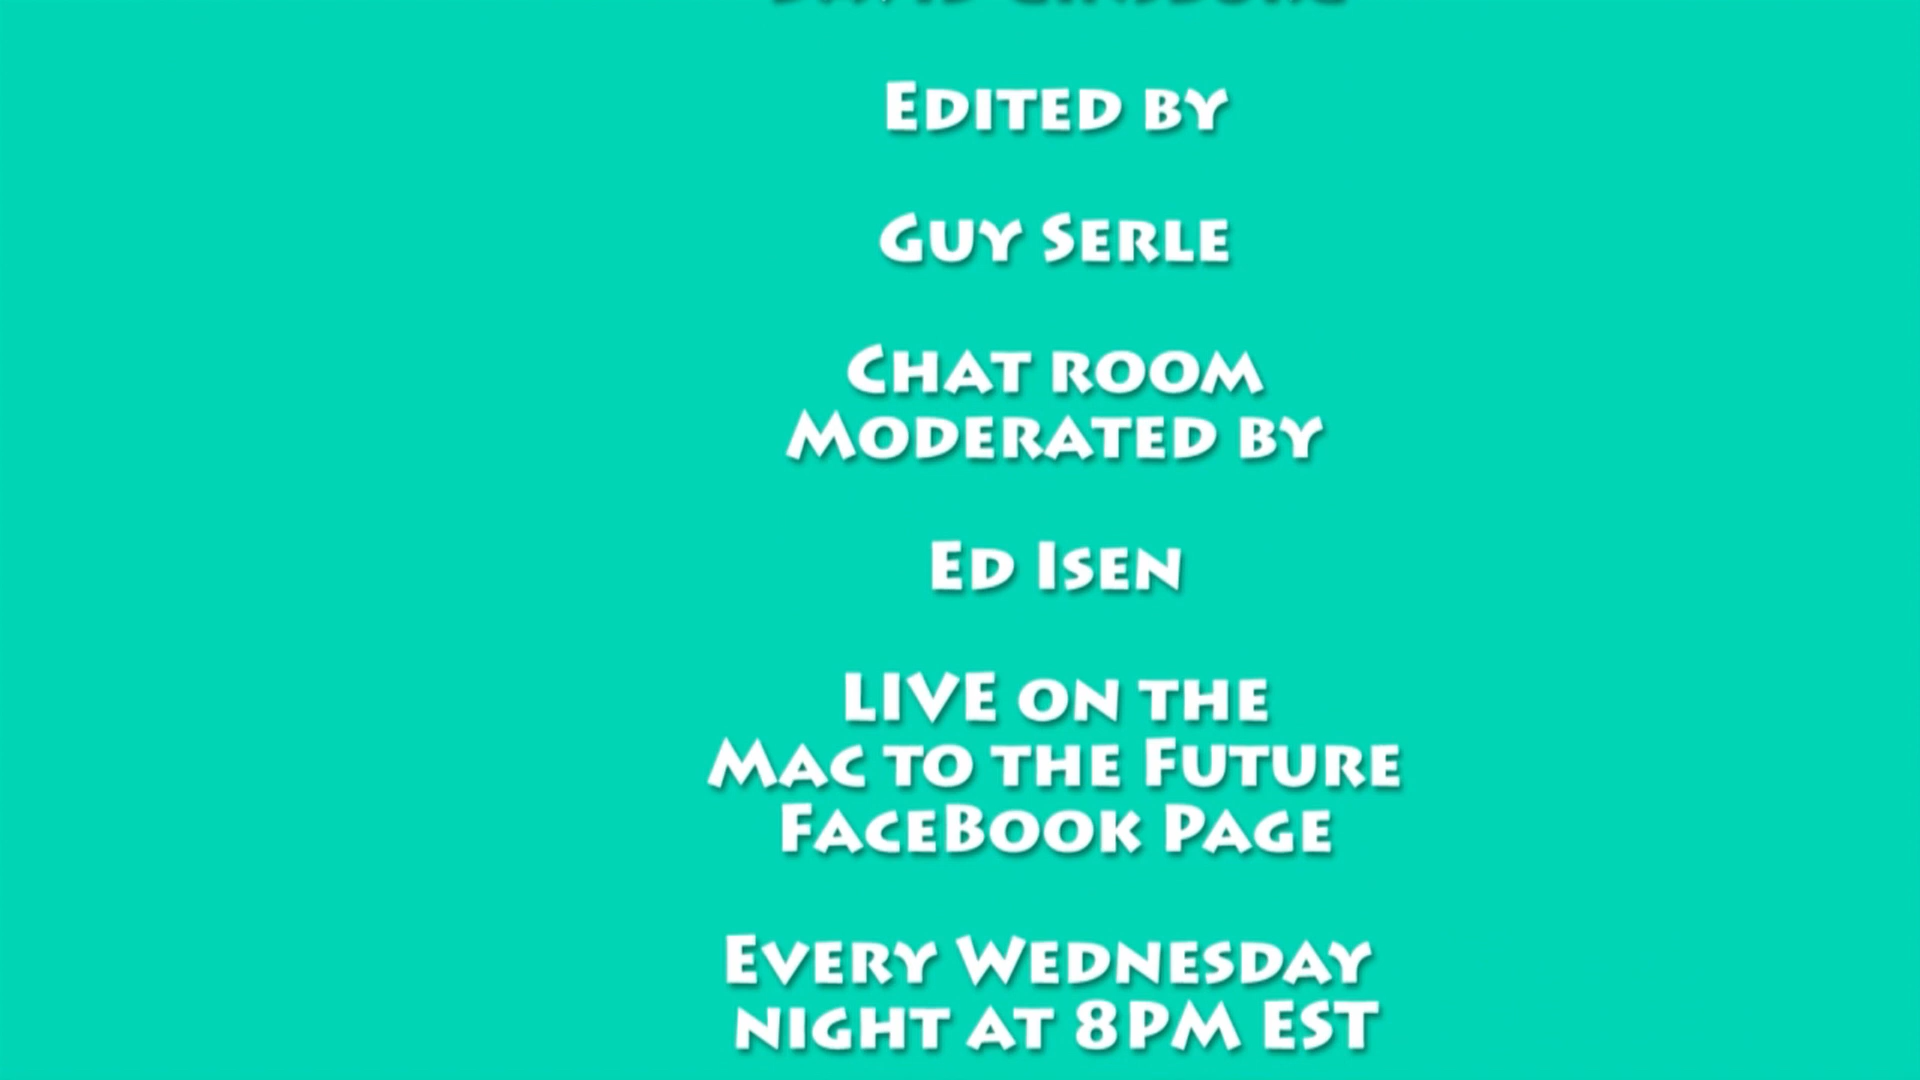 Edited by
Guy Serle
Chat room
Moderated by
Ed Isen
LIVE on the
Mac to the Future
FaceBook Page
Every Wednesday
night at 8PM EST